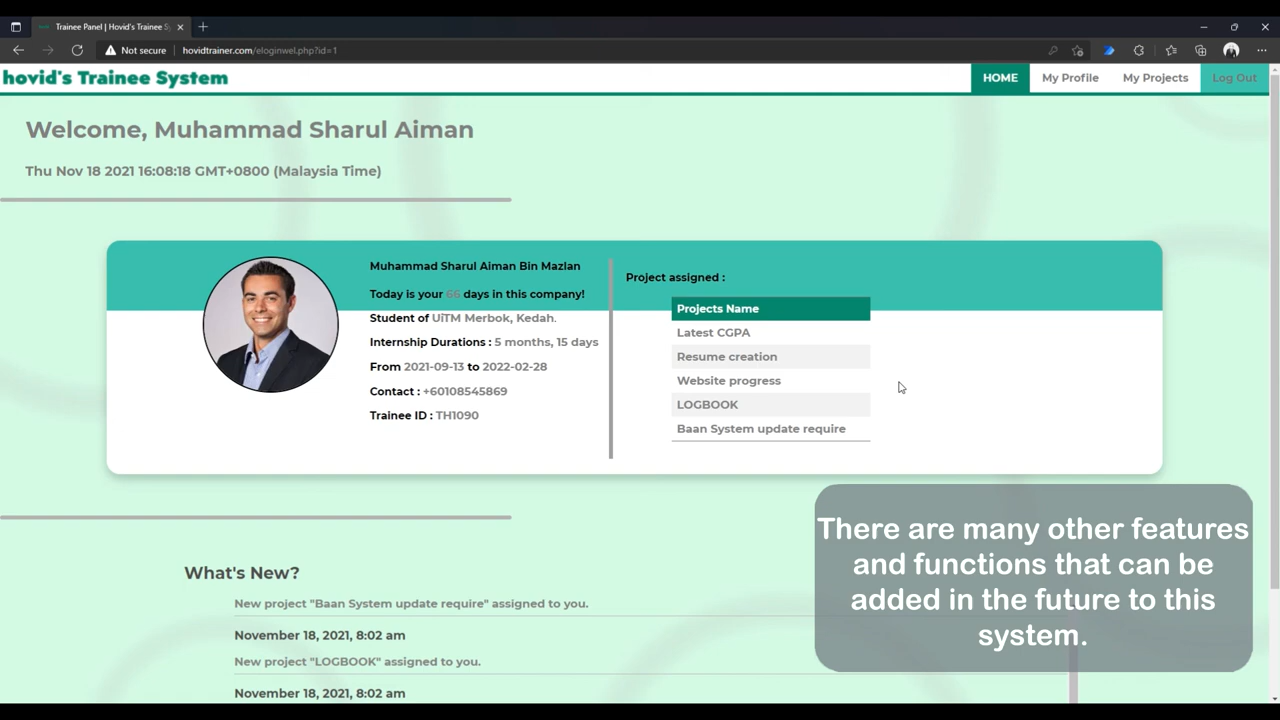 Trainee Panel | Hovid's Trainee S
Not secure
hovidtrainer.com/eloginwel.php?id=1
hovid's Trainee System
HOME
My Profile
My Projects
Log Out
Welcome, Muhammad Sharul Aiman
Thu Nov 18 2021 16:08:18 GMT+0800 (Malaysia Time)
Muhammad Sharul Aiman Bin Mazlan
Today is your 66 days in this company!
Student of UiTM Merbok, Kedah.
Internship Durations : 5 months, 15 days
From 2021-09-13 to 2022-02-28
Contact : +60108545869
Trainee ID : TH1090
Project assigned :
Projects Name
Latest CGPA
Resume creation
Website progress
LOGBOOK
Baan System update require
What's New?
New project "Baan System update require" assigned to you.
November 18, 2021, 8:02 am
New project "LOGBOOK" assigned to you.
November 18, 2021, 8:02 am
There are many other features
and functions that can be
added in the future to this
system.